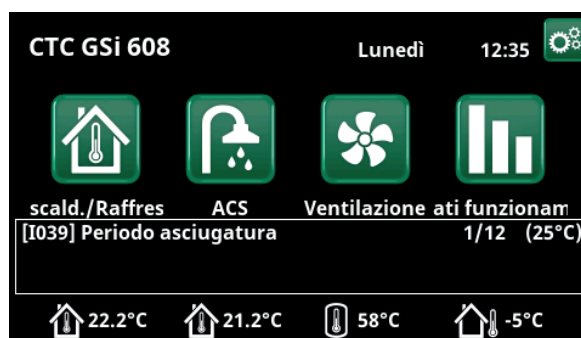 CTC GSi 608 Lunedì 12:35
scald./Raffres ACS Ventilazione ati funzionam
[I039] Periodo asciugatura 1/12 (25°C)
22.2°C 21.2°C 58°C -5°C